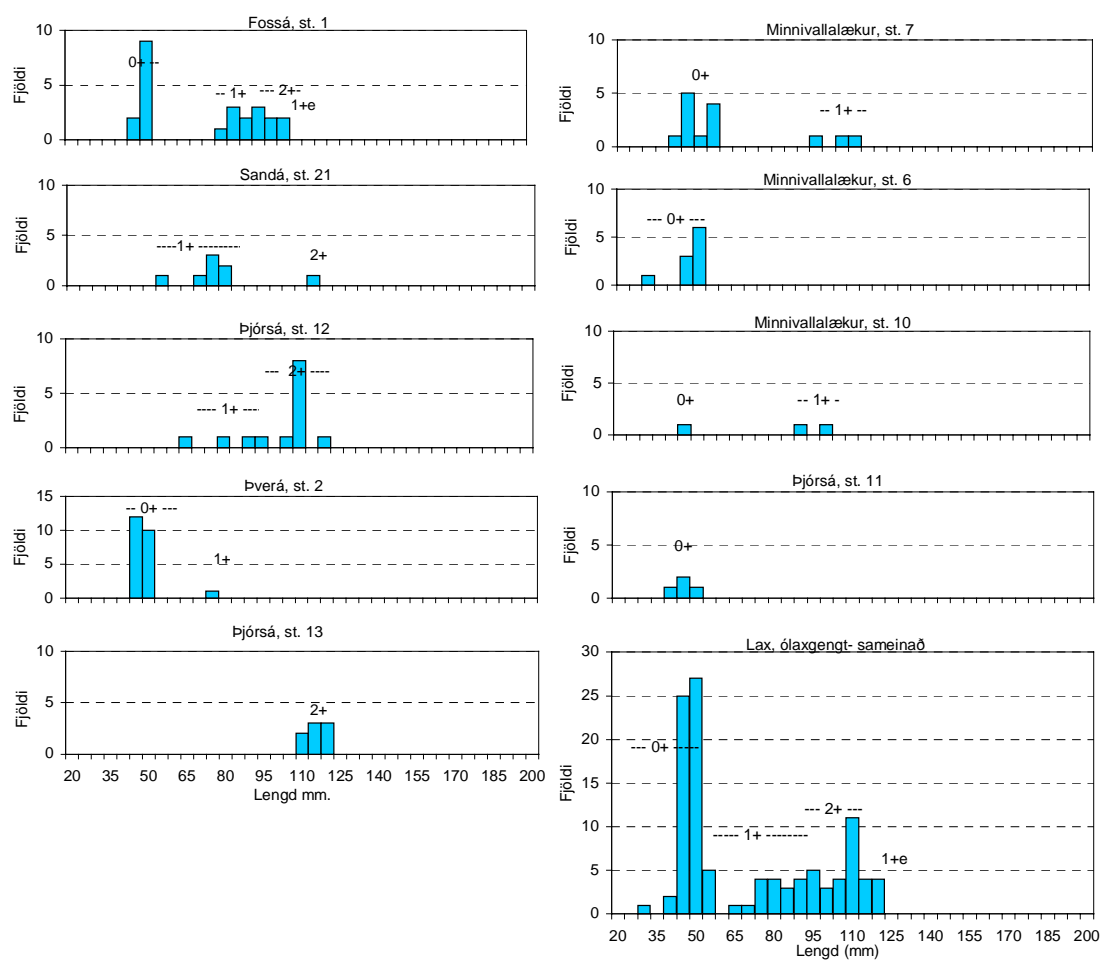 Fossá, st. 1
10
5
0
Fjöldi
0+ --
-- 1+
--- 2+-
1+e
Sandá, st. 21
10
5
0
Fjöldi
----1+ --------
2+
Þjórsá, st. 12
10
5
0
Fjöldi
---- 1+ ----
--- 2+ ----
Þverá, st. 2
15
10
5
0
Fjöldi
-- 0+ ---
1+
Þjórsá, st. 13
10
5
0
Fjöldi
2+
20 35 50 65 80 95 110 125 140 155 170 185 200
Lengd mm.
Minnivallalækur, st. 7
10
5
0
Fjöldi
0+
-- 1+ --
Minnivallalækur, st. 6
10
5
0
Fjöldi
--- 0+ ---
Minnivallalækur, st. 10
10
5
0
Fjöldi
0+
-- 1+ -
Þjórsá, st. 11
10
5
0
Fjöldi
0+
Lax, ólaxgengt- sameinað
30
25
20
15
10
5
0
Fjöldi
--- 0+ ----
----- 1+ --------
--- 2+ ---
1+e
20 35 50 65 80 95 110 125 140 155 170 185 200
Lengd (mm)